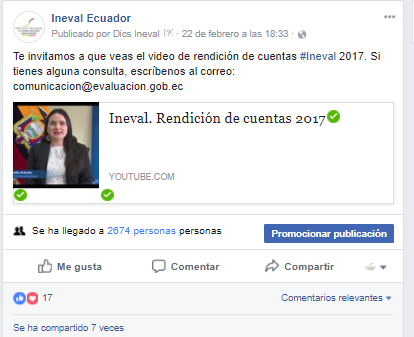 Ineval Ecuador
Publicado por Dics Ineval [?] · 22 de febrero a las 18:33 ·
Te invitamos a que veas el video de rendición de cuentas #Ineval 2017. Si
tienes alguna consulta, escríbenos al correo:
comunicacion@evaluacion.gob.ec
Ineval. Rendición de cuentas 2017
YOUTUBE.COM
Se ha llegado a 2674 personas personas
Promocionar publicación
Me gusta
Comentar
Compartir
17
Comentarios relevantes
Se ha compartido 7 veces